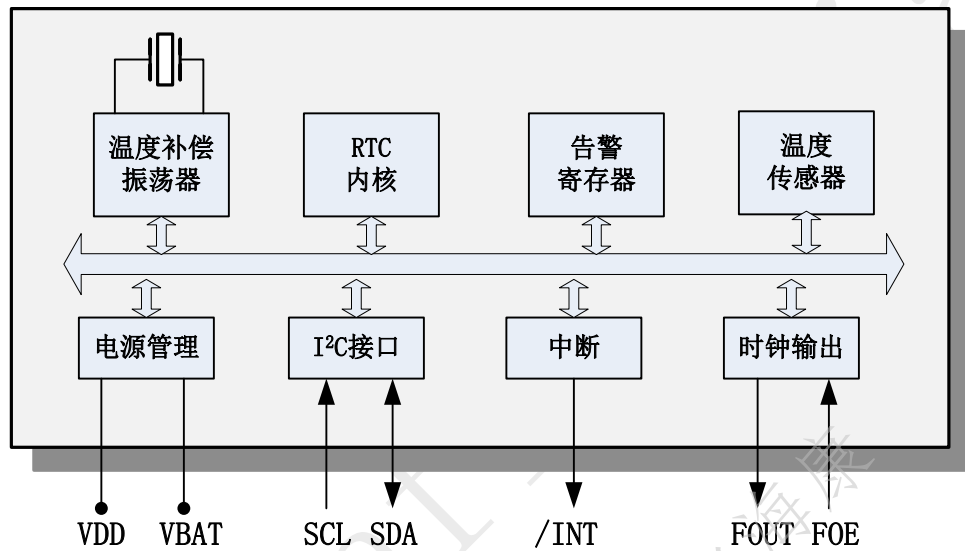 温度补偿
振荡器
RTC
内核
告警
寄存器
温度
传感器
电源管理
I²C接口
中断
时钟输出
VDD VBAT SCL SDA /INT FOUT FOE
海康